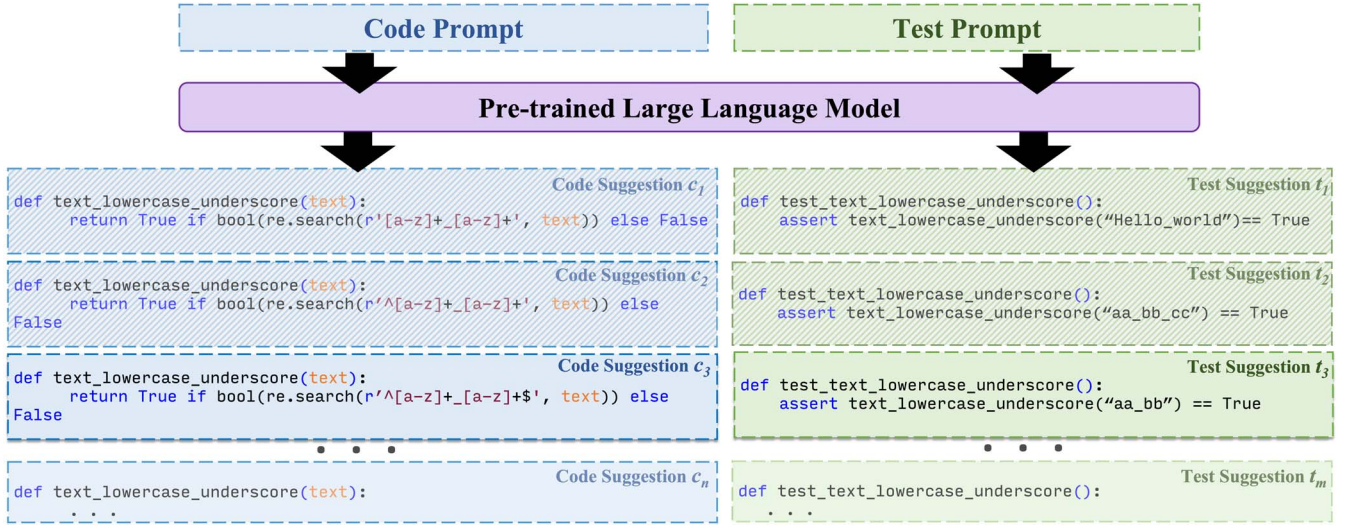 Code Prompt
Test Prompt
Pre-trained Large Language Model
Code Suggestion c1
def text_lowercase_underscore(text):
return True if bool(re.search(r'[a-z]+_[a-z]+', text)) else False
Code Suggestion c2
def text_lowercase_underscore(text):
return True if bool(re.search(r’^[a-z]+_[a-z]+', text)) else
False
Code Suggestion c3
def text_lowercase_underscore(text):
return True if bool(re.search(r’^[a-z]+_[a-z]+$', text)) else
False
. . .
Code Suggestion cn
def text_lowercase_underscore(text):
. . .
Test Suggestion t1
def test_text_lowercase_underscore():
assert text_lowercase_underscore(“Hello_world”)== True
Test Suggestion t2
def test_text_lowercase_underscore():
assert text_lowercase_underscore(“aa_bb_cc”) == True
Test Suggestion t3
def test_text_lowercase_underscore():
assert text_lowercase_underscore(“aa_bb”) == True
. . .
Test Suggestion tm
def test_text_lowercase_underscore():
. . .